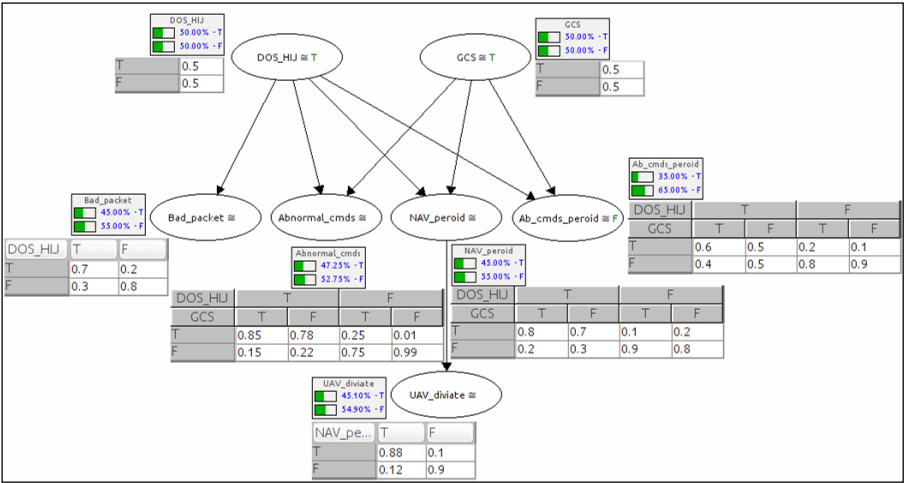 DOS_HIJ
50.00% - T
50.00% - F
T 0.5
F 0.5
DOS_HIJ ≅ T
GCS ≅ T
GCS
50.00% - T
50.00% - F
T 0.5
F 0.5
Bad_packet
45.00% - T
55.00% - F
DOS_HIJ T F
T 0.7 0.2
F 0.3 0.8
Bad_packet ≅
Abnormal_cmds ≅
NAV_peroid ≅
Ab_cmds_peroid ≅ F
Ab_cmds_peroid
35.00% - T
65.00% - F
DOS_HIJ T F
GCS T F T F
T 0.6 0.5 0.2 0.1
F 0.4 0.5 0.8 0.9
Abnormal_cmds
47.25% - T
52.75% - F
DOS_HIJ T F
GCS T F T F
T 0.85 0.78 0.25 0.01
F 0.15 0.22 0.75 0.99
NAV_peroid
45.00% - T
55.00% - F
DOS_HIJ T F
GCS T F T F
T 0.8 0.7 0.1 0.2
F 0.2 0.3 0.9 0.8
UAV_diviate
45.10% - T
54.90% - F
UAV_diviate ≅
NAV_pe... T F
T 0.88 0.1
F 0.12 0.9